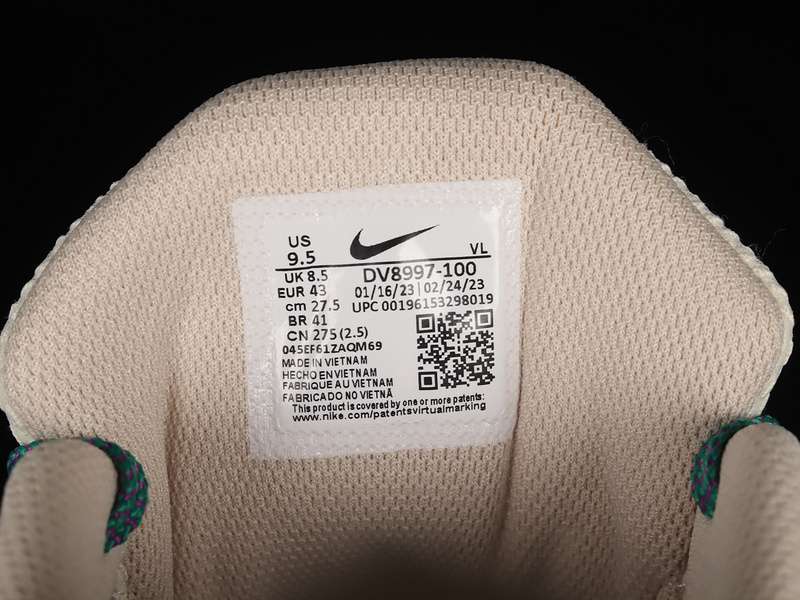 US
9.5
VL
UK 8.5
DV8997-100
EUR 43
01/16/23 | 02/24/23
cm 27.5
UPC 00196153298019
BR 41
CN 275 (2.5)
045EF61ZAQM69
MADE IN VIETNAM
HECHO EN VIETNAM
FABRIQUE AU VIETNAM
FABRICADO NO VIETNÃ
This product is covered by one or more patents:
www.nike.com/patentsvirtualmarking